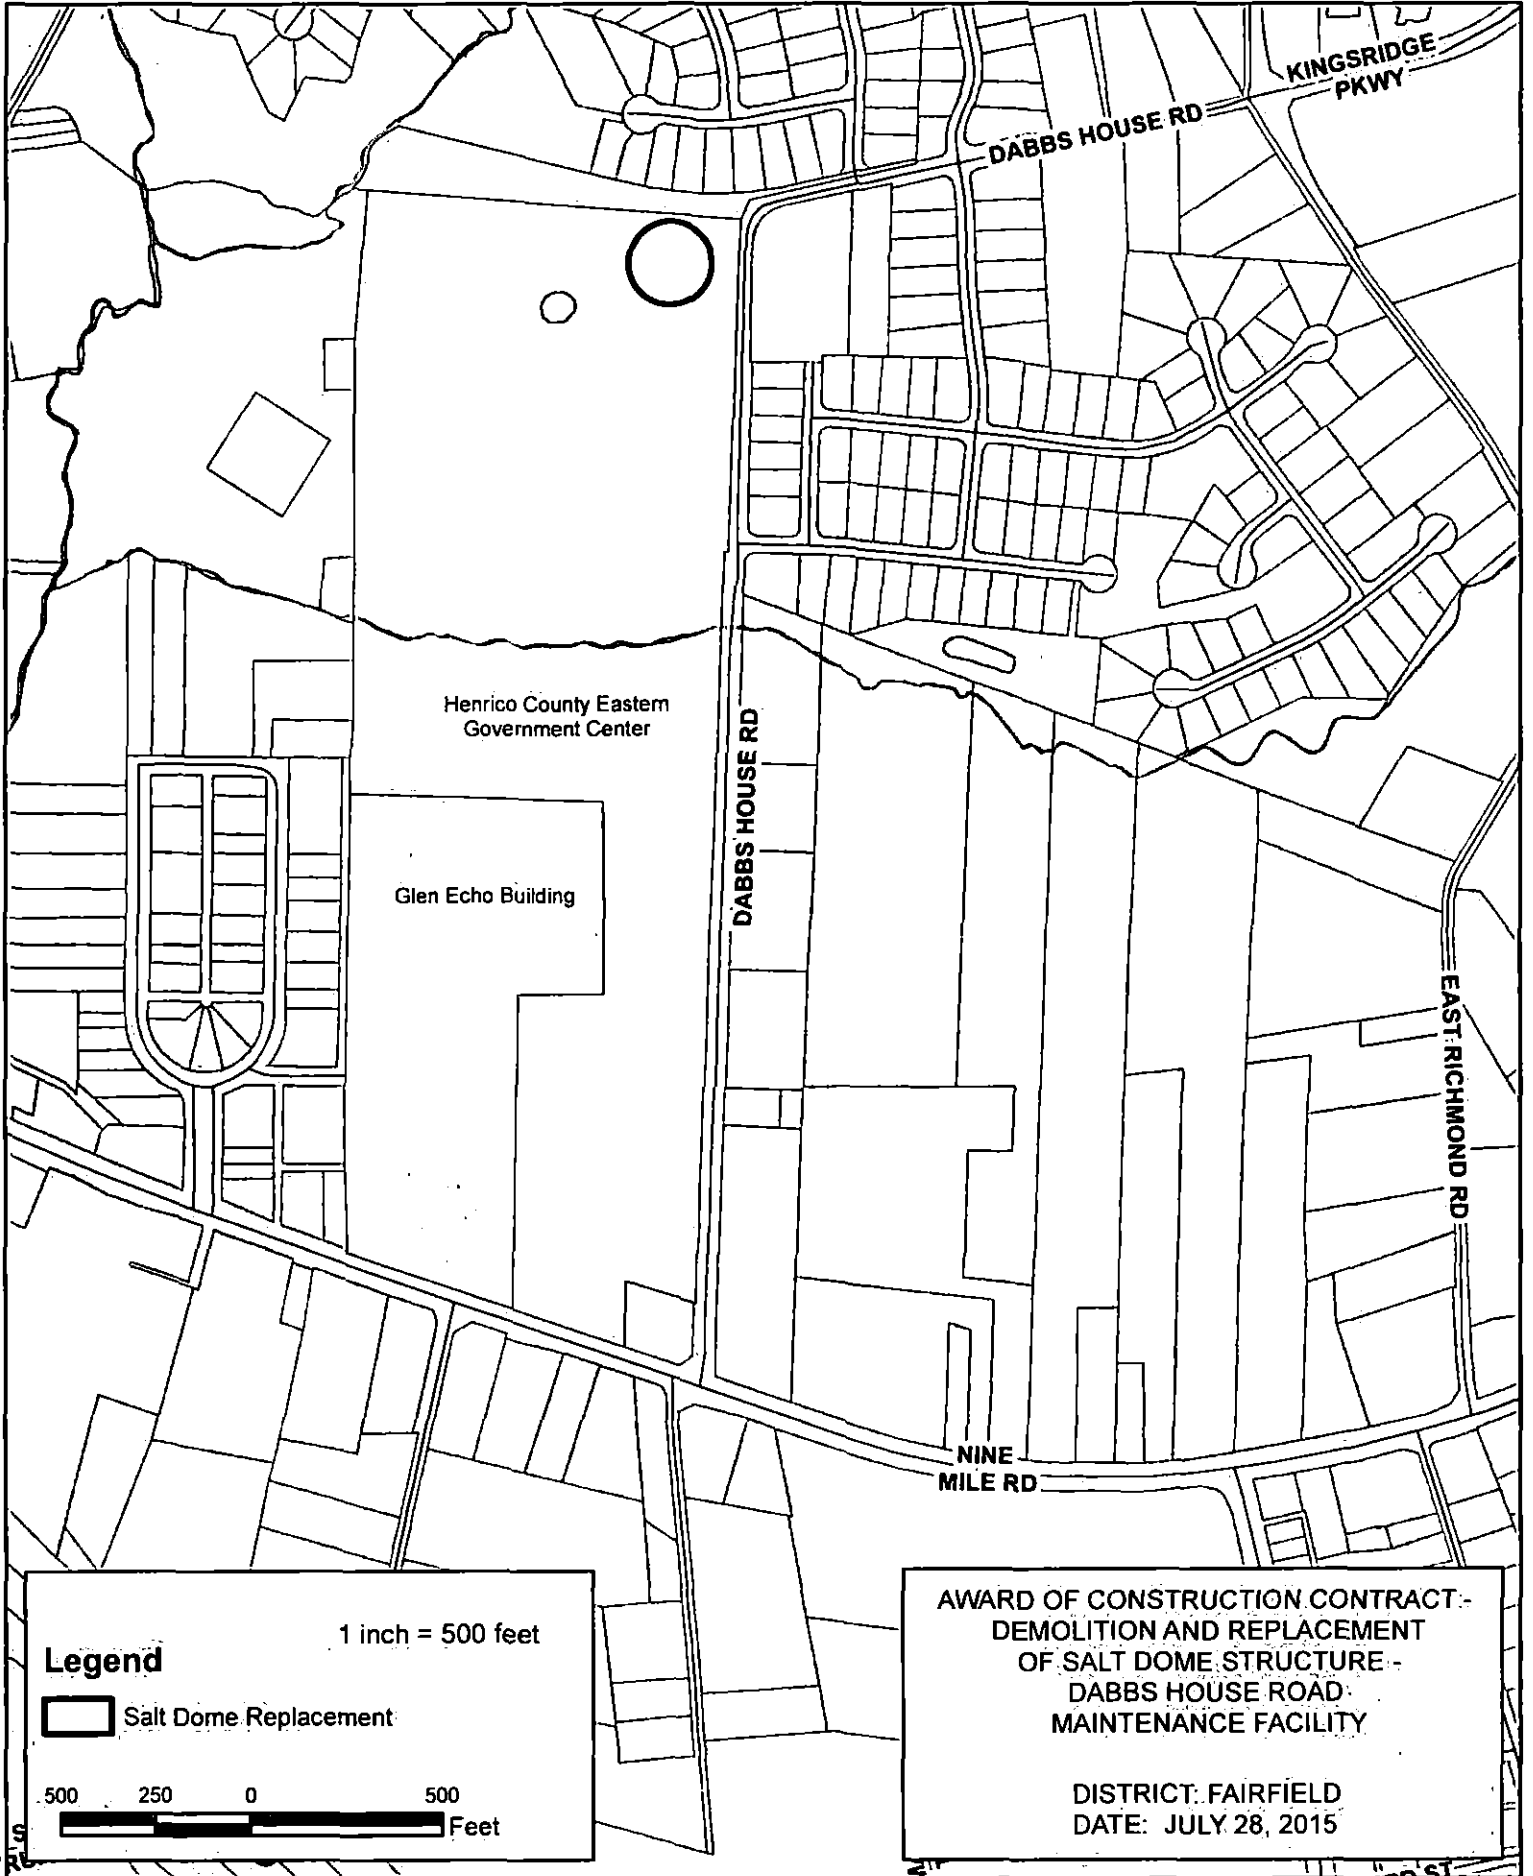 KINGSRIDGE
PKWY
DABBS HOUSE RD
Henrico County Eastern
Government Center
DABBS HOUSE RD
Glen Echo Building
EAST RICHMOND RD
NINE
MILE RD
1 inch = 500 feet
Legend
Salt Dome Replacement
500 250 0 500
Feet
AWARD OF CONSTRUCTION CONTRACT -
DEMOLITION AND REPLACEMENT
OF SALT DOME STRUCTURE -
DABBS HOUSE ROAD
MAINTENANCE FACILITY
DISTRICT: FAIRFIELD
DATE: JULY 28, 2015
ST